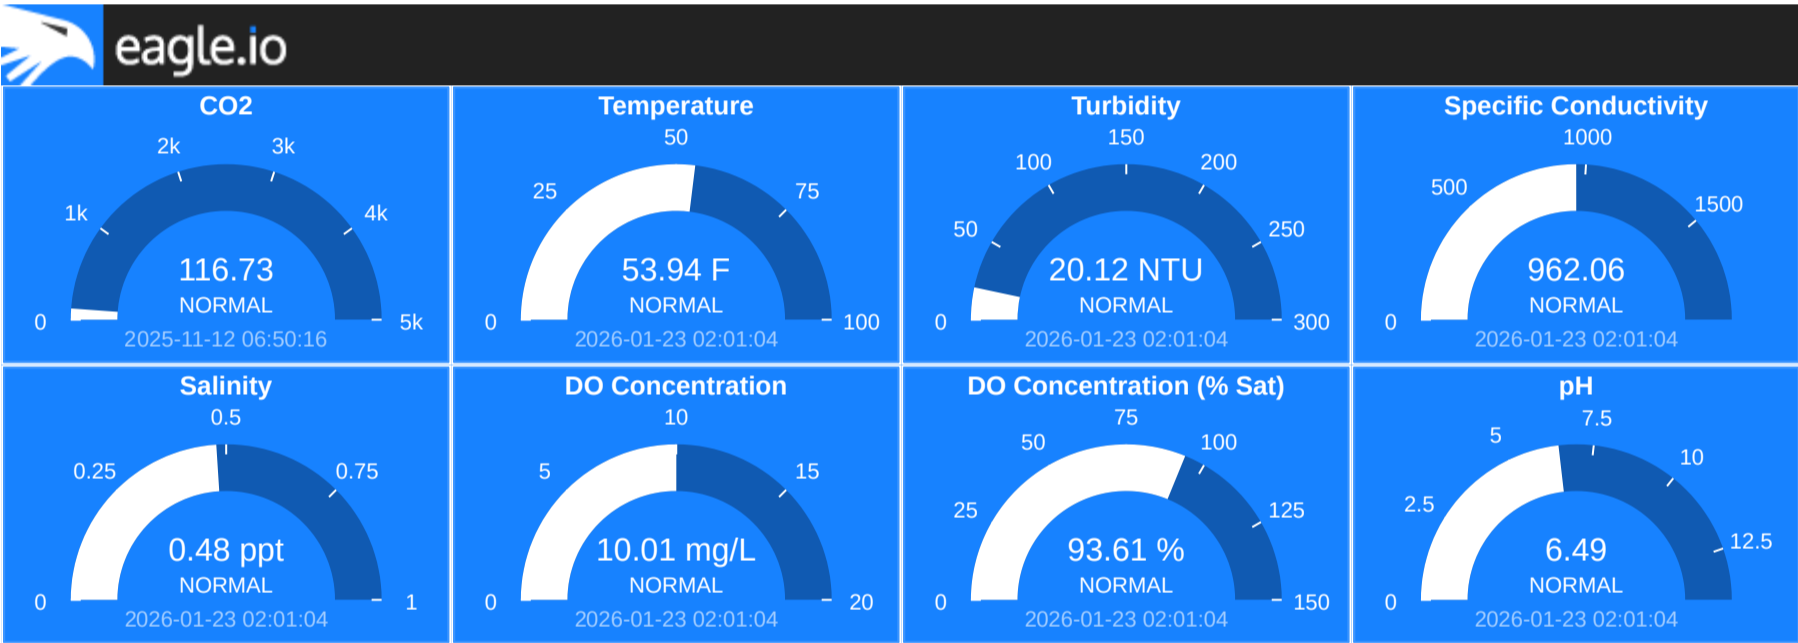 eagle.io
CO2
2k
3k
1k
4k
116.73
NORMAL
0
5k
2025-11-12 06:50:16
Temperature
50
25
75
53.94 F
NORMAL
0
100
2026-01-23 02:01:04
Turbidity
150
100
200
50
250
20.12 NTU
NORMAL
0
300
2026-01-23 02:01:04
Specific Conductivity
1000
500
1500
962.06
NORMAL
0
2026-01-23 02:01:04
Salinity
0.5
0.25
0.75
0.48 ppt
NORMAL
0
1
2026-01-23 02:01:04
DO Concentration
10
5
15
10.01 mg/L
NORMAL
0
20
2026-01-23 02:01:04
DO Concentration (% Sat)
75
50
100
25
125
93.61 %
NORMAL
0
150
2026-01-23 02:01:04
pH
7.5
5
10
2.5
12.5
6.49
NORMAL
0
2026-01-23 02:01:04